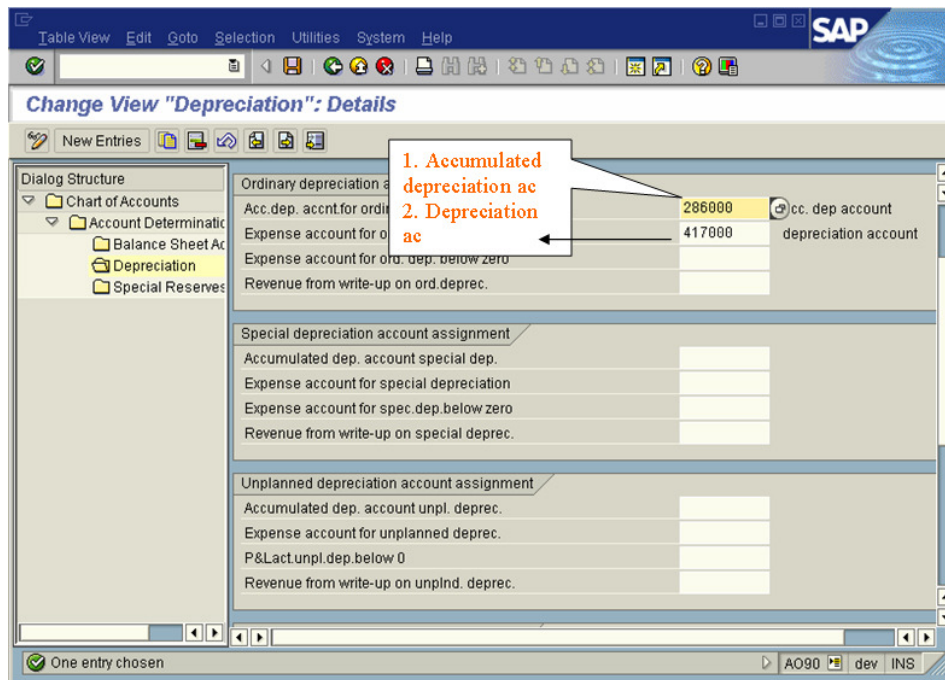 Table View Edit Goto Selection Utilities System Help
SAP
Change View "Depreciation": Details
New Entries
Dialog Structure
Chart of Accounts
Account Determinatic
Balance Sheet Ac
Depreciation
Special Reserves
1. Accumulated
depreciation ac
2. Depreciation
ac
Ordinary depreciation a
Acc.dep. accnt.for ordi 286000 cc. dep account
Expense account for o 417000 depreciation account
Expense account for ord. dep. below zero
Revenue from write-up on ord.deprec.
Special depreciation account assignment
Accumulated dep. account special dep.
Expense account for special depreciation
Expense account for spec.dep.below zero
Revenue from write-up on special deprec.
Unplanned depreciation account assignment
Accumulated dep. account unpl. deprec.
Expense account for unplanned deprec.
P&Lact.unpl.dep.below 0
Revenue from write-up on unplnd. deprec.
One entry chosen
AO90 dev INS